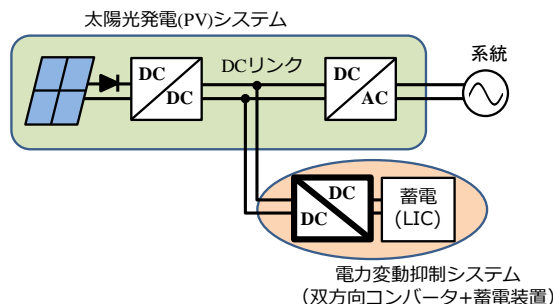 太陽光発電(PV)システム
DC
DC
DCリンク
DC
AC
系統
DC
DC
蓄電
(LIC)
電力変動抑制システム
(双方向コンバータ+蓄電装置)